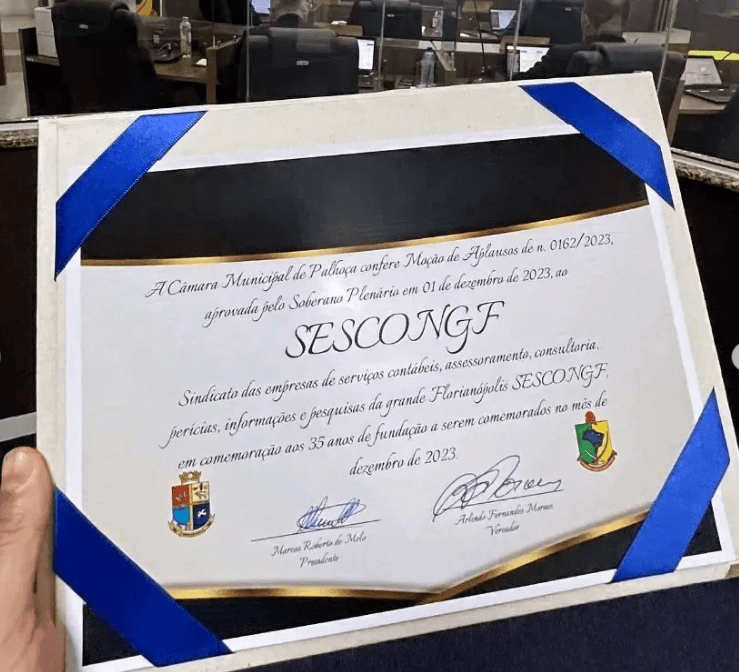 A Câmara Municipal de Palhoça confere Moção de Aplausos de n. 0162/2023,
aprovada pelo Soberano Plenário em 01 de dezembro de 2023, ao
SESCONGF
Sindicato das empresas de serviços contábeis, assessoramento, consultoria,
perícias, informações e pesquisas da grande Florianópolis SESCONGF,
em comemoração aos 35 anos de fundação a serem comemorados no mês de
dezembro de 2023.
Marcos Roberto de Melo
Presidente
Arlindo Fernandes Moraes
Vereador